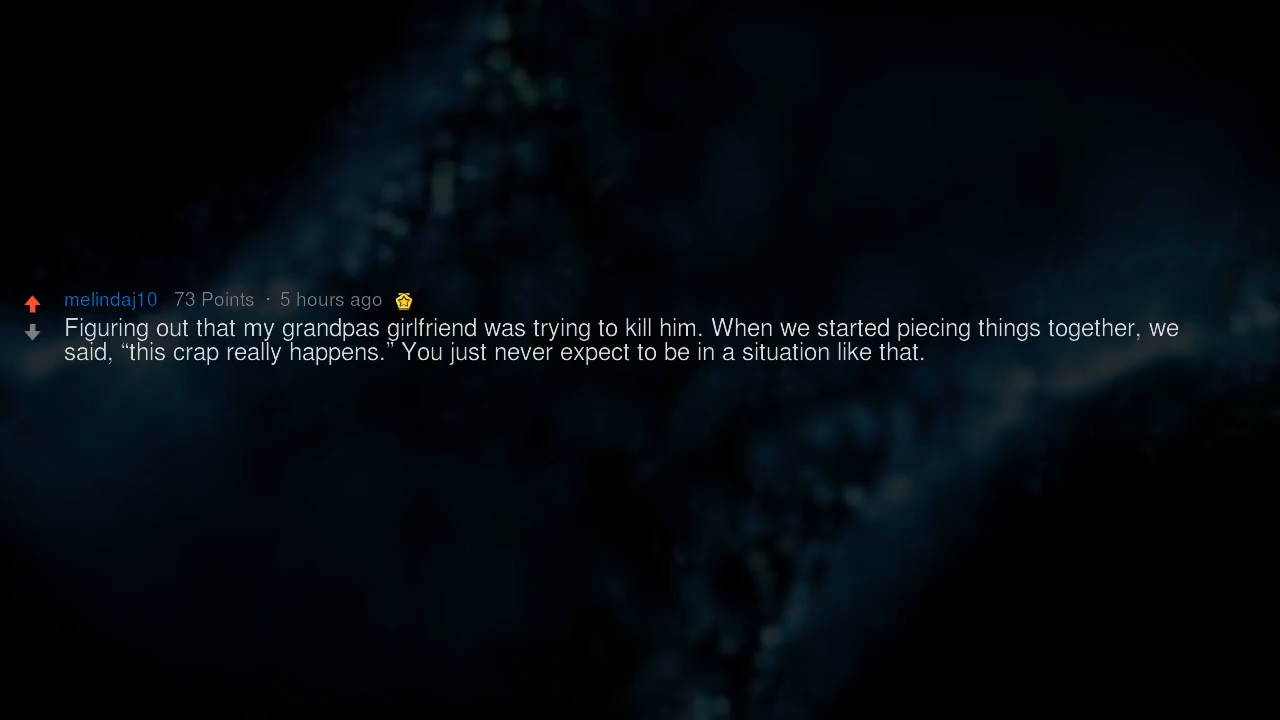 melindaj10 73 Points · 5 hours ago
Figuring out that my grandpas girlfriend was trying to kill him. When we started piecing things together, we
said, “this crap really happens.” You just never expect to be in a situation like that.